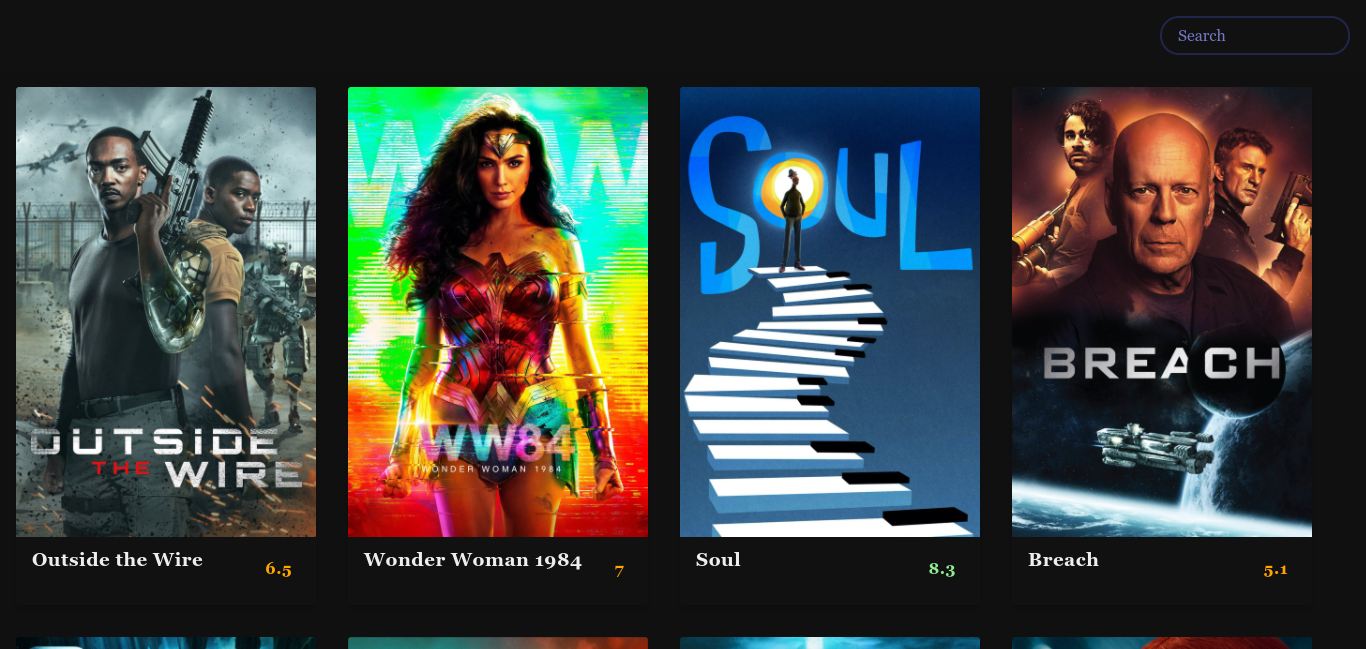 Search
WW
OUTSIDE
THE WIRE
WW84
WONDER WOMAN 1984
SOUL
BREACH
Outside the Wire
6.5
Wonder Woman 1984
7
Soul
8.3
Breach
5.1